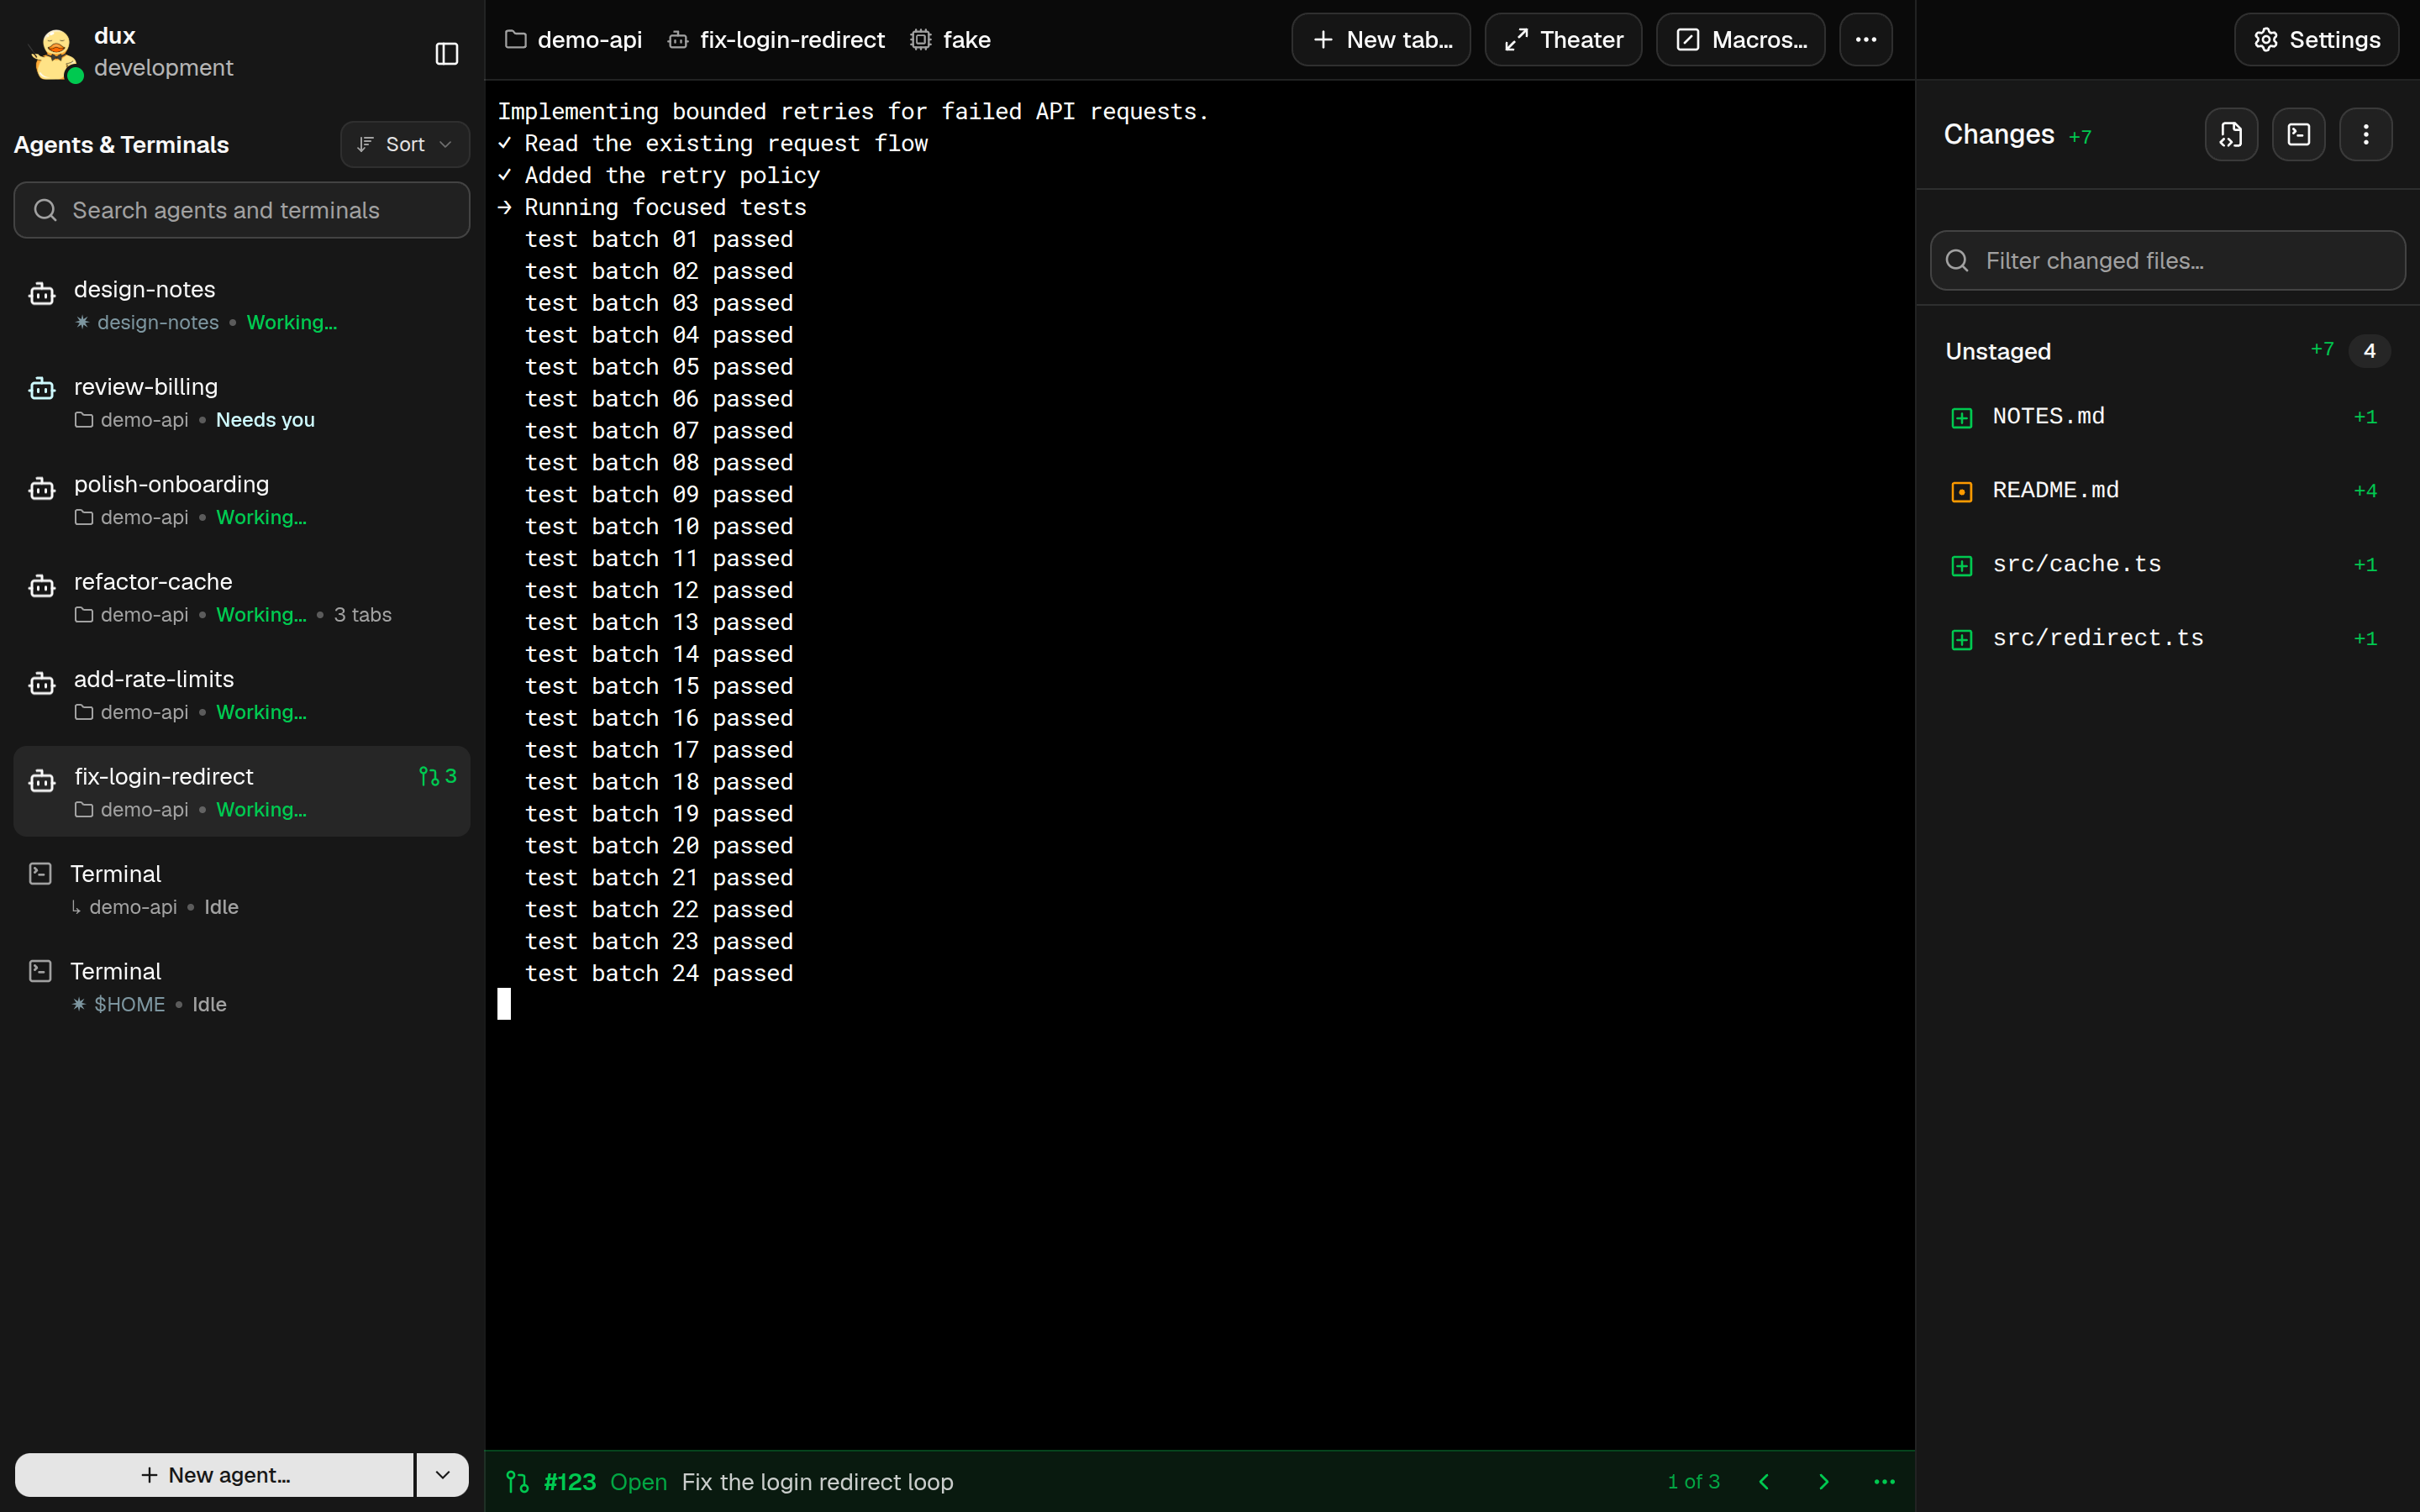 dux
development
Agents & Terminals
Sort
Search agents and terminals
design-notes
design-notes • Working...
review-billing
demo-api • Needs you
polish-onboarding
demo-api • Working...
refactor-cache
demo-api • Working... • 3 tabs
add-rate-limits
demo-api • Working...
fix-login-redirect 3
demo-api • Working...
Terminal
↳ demo-api • Idle
Terminal
$HOME • Idle
+ New agent...
demo-api fix-login-redirect fake
+ New tab... Theater Macros... ...
Implementing bounded retries for failed API requests.
✓ Read the existing request flow
✓ Added the retry policy
→ Running focused tests
test batch 01 passed
test batch 02 passed
test batch 03 passed
test batch 04 passed
test batch 05 passed
test batch 06 passed
test batch 07 passed
test batch 08 passed
test batch 09 passed
test batch 10 passed
test batch 11 passed
test batch 12 passed
test batch 13 passed
test batch 14 passed
test batch 15 passed
test batch 16 passed
test batch 17 passed
test batch 18 passed
test batch 19 passed
test batch 20 passed
test batch 21 passed
test batch 22 passed
test batch 23 passed
test batch 24 passed
#123 Open Fix the login redirect loop
1 of 3
Settings
Changes +7
Filter changed files...
Unstaged +7 4
NOTES.md +1
README.md +4
src/cache.ts +1
src/redirect.ts +1